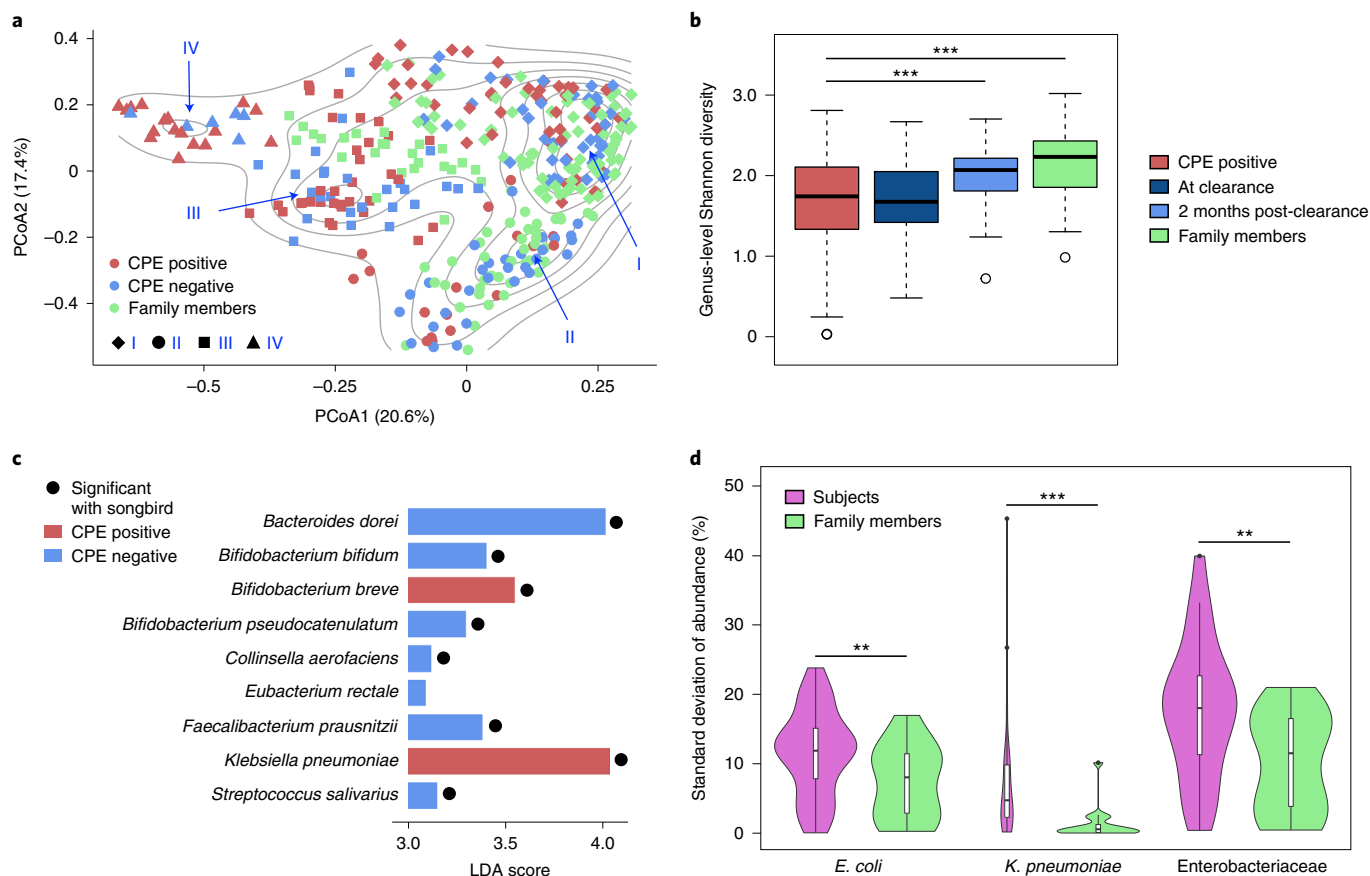 a
0.4
0.2
0
−0.2
−0.4
PCoA2 (17.4%)
IV
III
I
II
CPE positive
CPE negative
Family members
I II III IV
−0.5 −0.25 0 0.25
PCoA1 (20.6%)
b
***
***
3.0
2.0
1.0
0
Genus-level Shannon diversity
CPE positive
At clearance
2 months post-clearance
Family members
c
Significant
with songbird
CPE positive
CPE negative
Bacteroides dorei
Bifidobacterium bifidum
Bifidobacterium breve
Bifidobacterium pseudocatenulatum
Collinsella aerofaciens
Eubacterium rectale
Faecalibacterium prausnitzii
Klebsiella pneumoniae
Streptococcus salivarius
3.0 3.5 4.0
LDA score
d
50
40
30
20
10
0
Standard deviation of abundance (%)
Subjects
Family members
**
***
**
E. coli K. pneumoniae Enterobacteriaceae